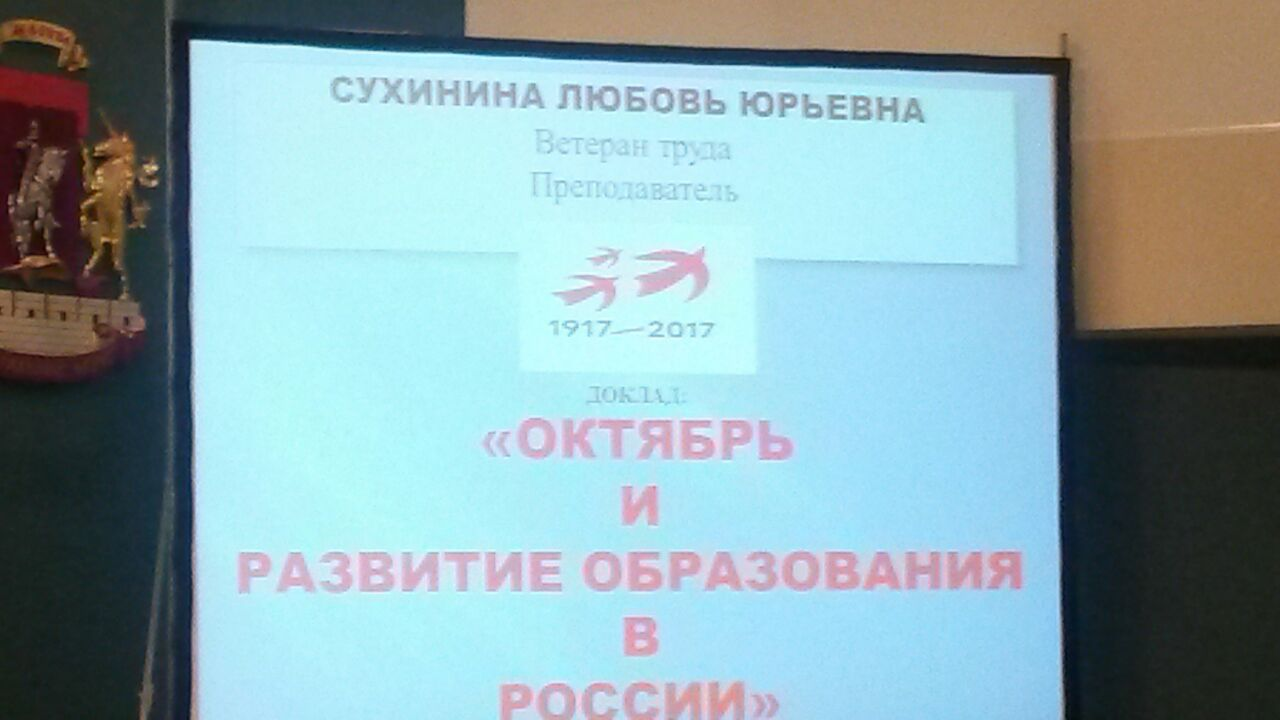 СУХИНИНА ЛЮБОВЬ ЮРЬЕВНА
Ветеран труда
Преподаватель
1917—2017
ДОКЛАД:
«ОКТЯБРЬ
И
РАЗВИТИЕ ОБРАЗОВАНИЯ
В
РОССИИ»